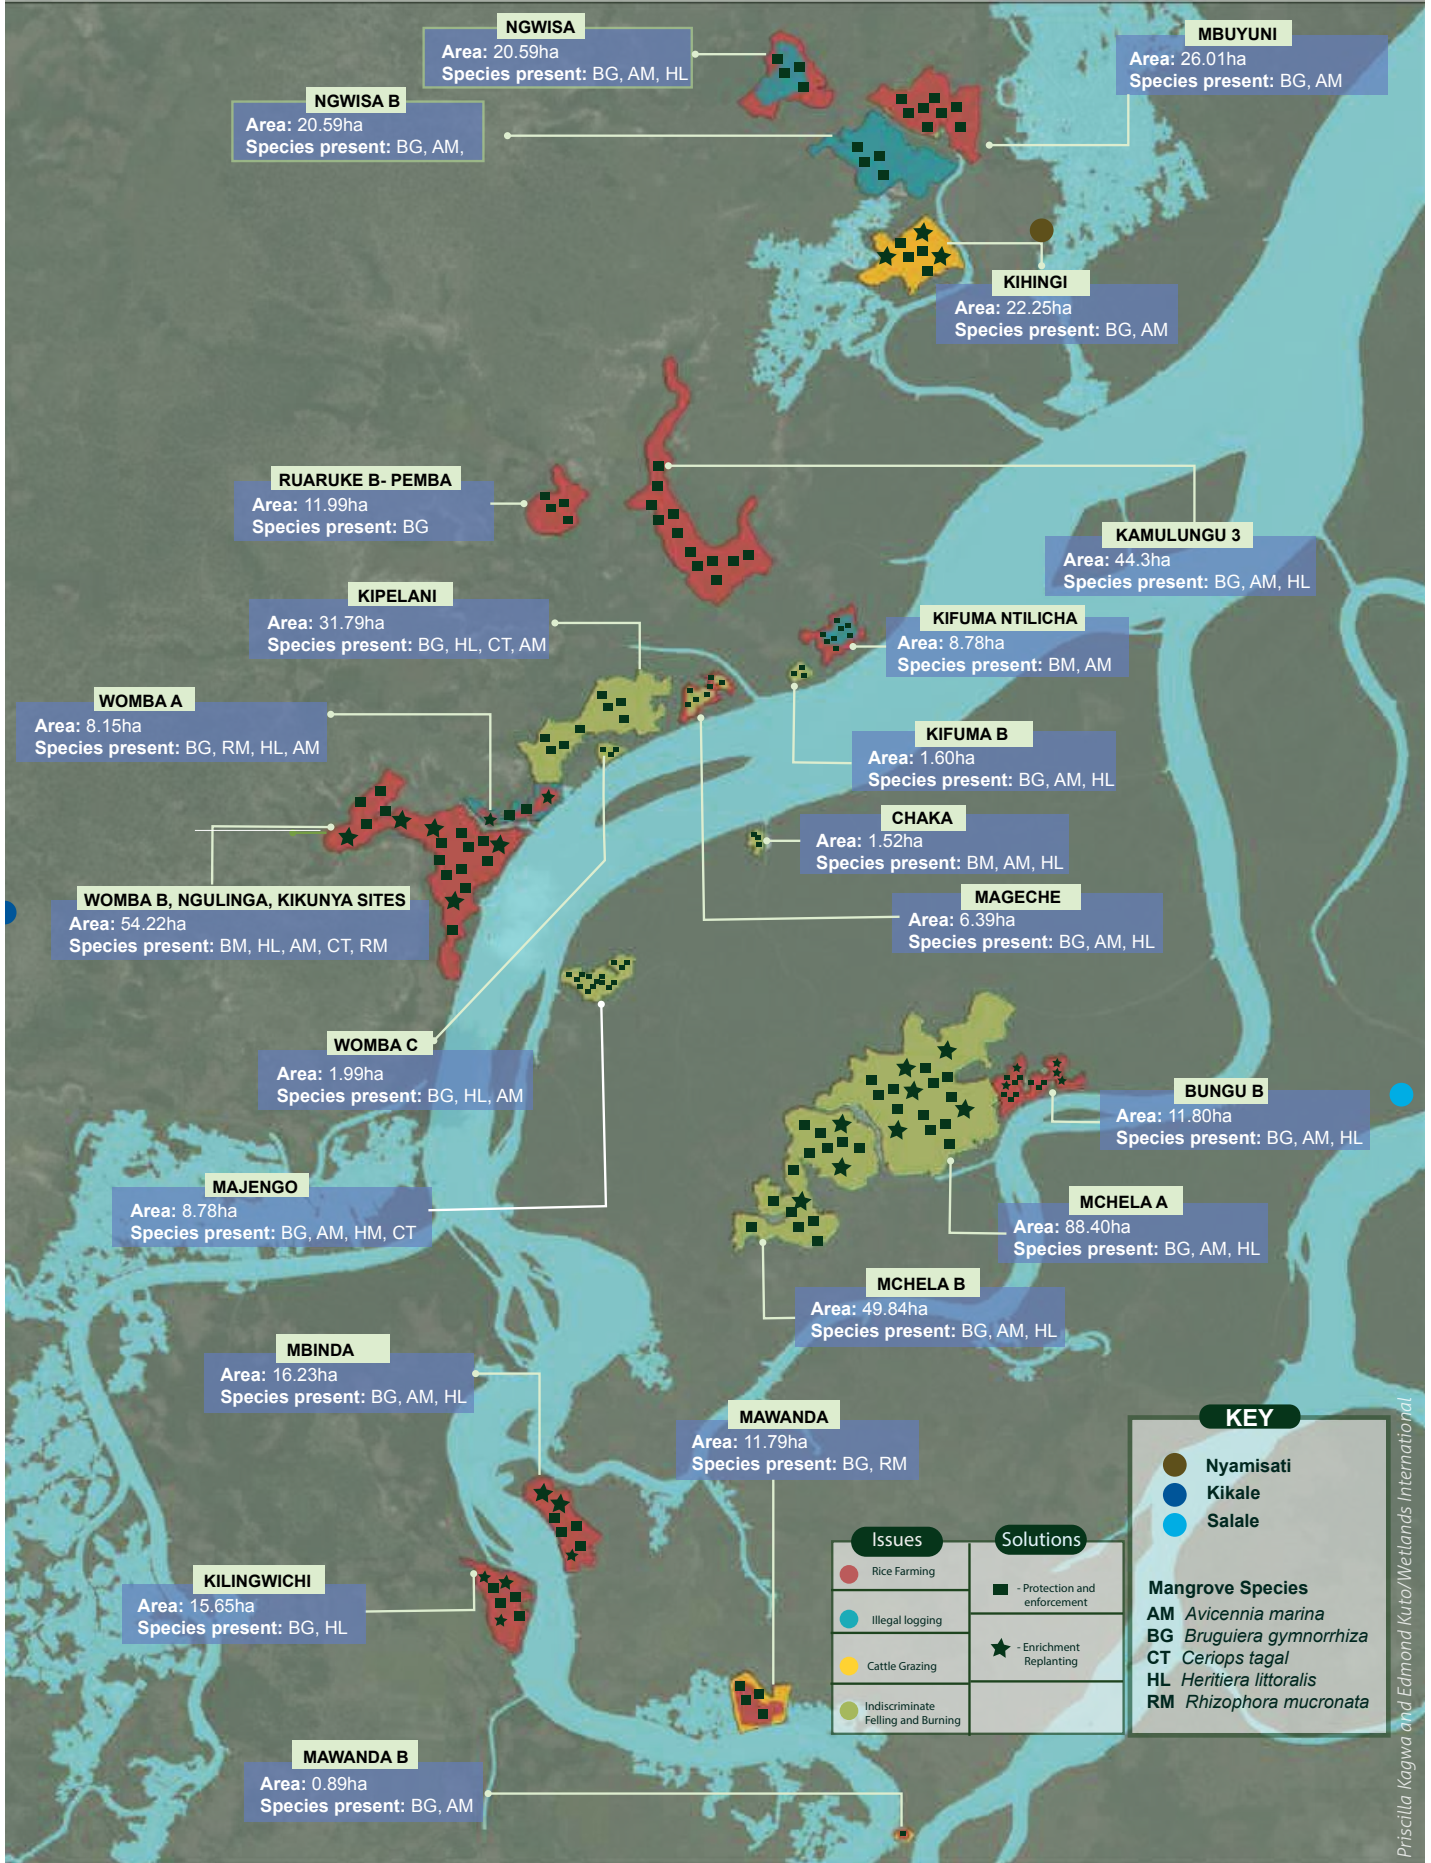 NGWISA
Area: 20.59ha
Species present: BG, AM, HL
MBUYUNI
Area: 26.01ha
Species present: BG, AM
NGWISA B
Area: 20.59ha
Species present: BG, AM,
KIHINGI
Area: 22.25ha
Species present: BG, AM
RUARUKE B- PEMBA
Area: 11.99ha
Species present: BG
KAMULUNGU 3
Area: 44.3ha
Species present: BG, AM, HL
KIPELANI
Area: 31.79ha
Species present: BG, HL, CT, AM
KIFUMA NTILICHA
Area: 8.78ha
Species present: BM, AM
WOMBA A
Area: 8.15ha
Species present: BG, RM, HL, AM
KIFUMA B
Area: 1.60ha
Species present: BG, AM, HL
CHAKA
Area: 1.52ha
Species present: BM, AM, HL
WOMBA B, NGULINGA, KIKUNYA SITES
Area: 54.22ha
Species present: BM, HL, AM, CT, RM
MAGECHE
Area: 6.39ha
Species present: BG, AM, HL
WOMBA C
Area: 1.99ha
Species present: BG, HL, AM
BUNGU B
Area: 11.80ha
Species present: BG, AM, HL
MAJENGO
Area: 8.78ha
Species present: BG, AM, HM, CT
MCHELA A
Area: 88.40ha
Species present: BG, AM, HL
MCHELA B
Area: 49.84ha
Species present: BG, AM, HL
MBINDA
Area: 16.23ha
Species present: BG, AM, HL
MAWANDA
Area: 11.79ha
Species present: BG, RM
KILINGWICHI
Area: 15.65ha
Species present: BG, HL
MAWANDA B
Area: 0.89ha
Species present: BG, AM
Issues
Rice Farming
Illegal logging
Cattle Grazing
Indiscriminate
Felling and Burning
Solutions
- Protection and
enforcement
- Enrichment
Replanting
KEY
Nyamisati
Kikale
Salale
Mangrove Species
AM Avicennia marina
BG Bruguiera gymnorrhiza
CT Ceriops tagal
HL Heritiera littoralis
RM Rhizophora mucronata
Priscilla Kagwa and Edmond Kuto/Wetlands International